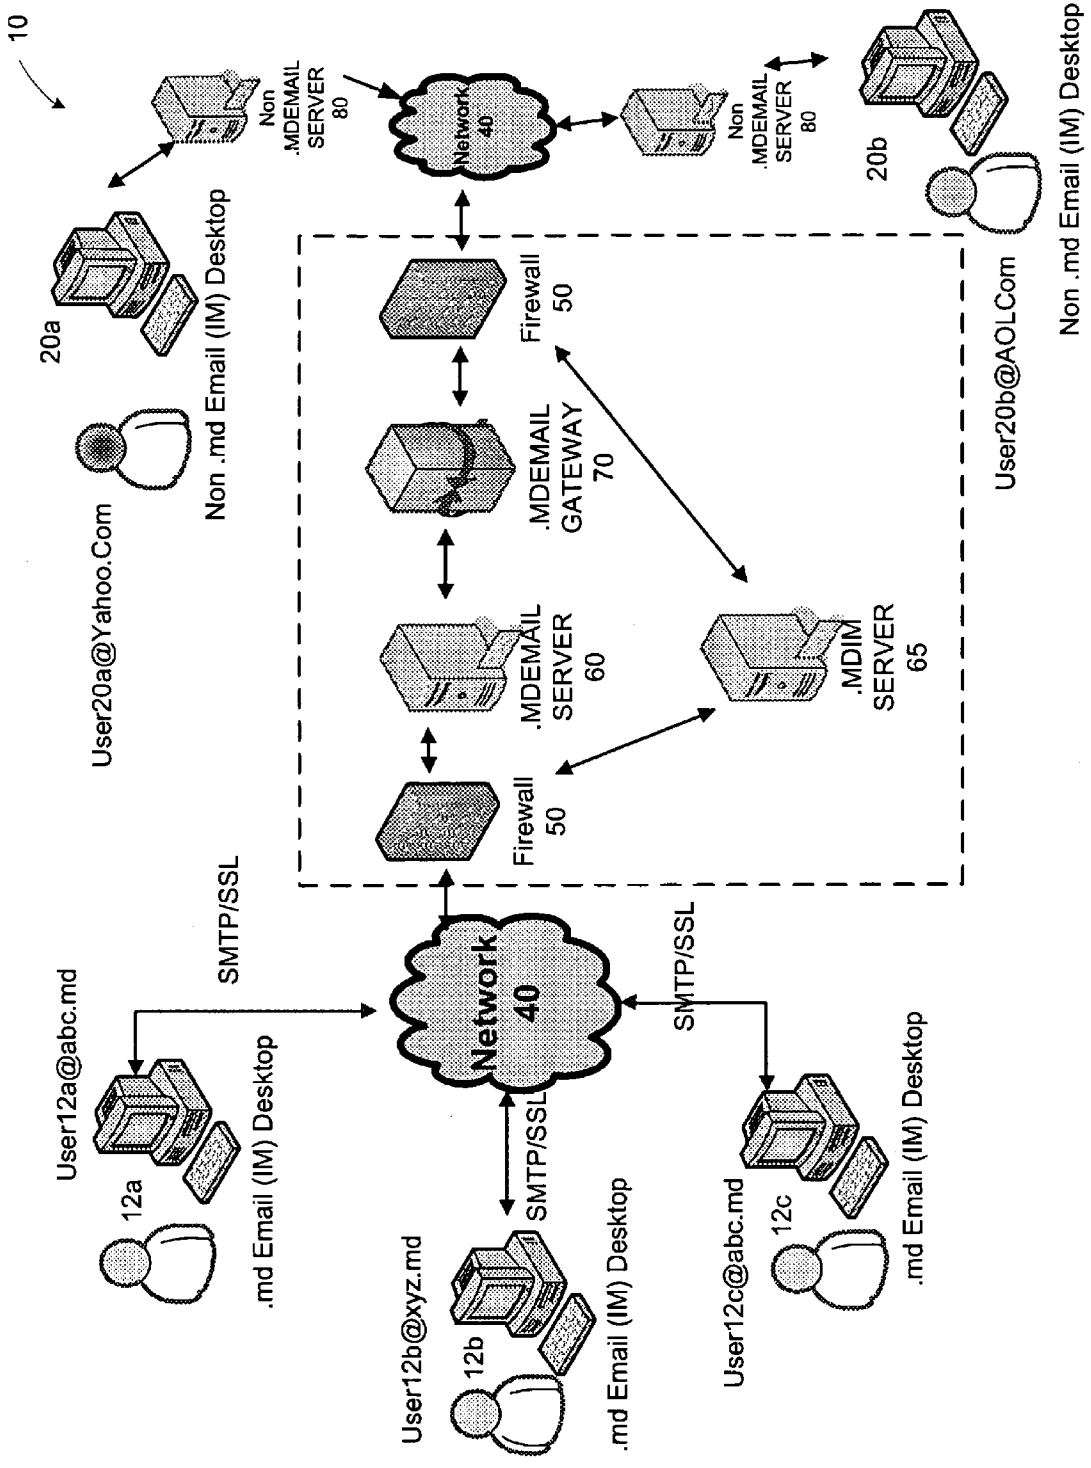 10
User12a@abc.md
12a
.md Email (IM) Desktop
SMTP/SSL
User12b@xyz.md
12b
.md Email (IM) Desktop
SMTP/SSL
User12c@abc.md
12c
.md Email (IM) Desktop
SMTP/SSL
Network
40
Firewall
50
.MDEMAIL
SERVER
60
.MDEMAIL
GATEWAY
70
Firewall
50
.MDIM
SERVER
65
User20a@Yahoo.Com
20a
Non .md Email (IM) Desktop
Non
.MDEMAIL
SERVER
80
Network
40
Non
.MDEMAIL
SERVER
80
20b
User20b@AOLCom
Non .md Email (IM) Desktop